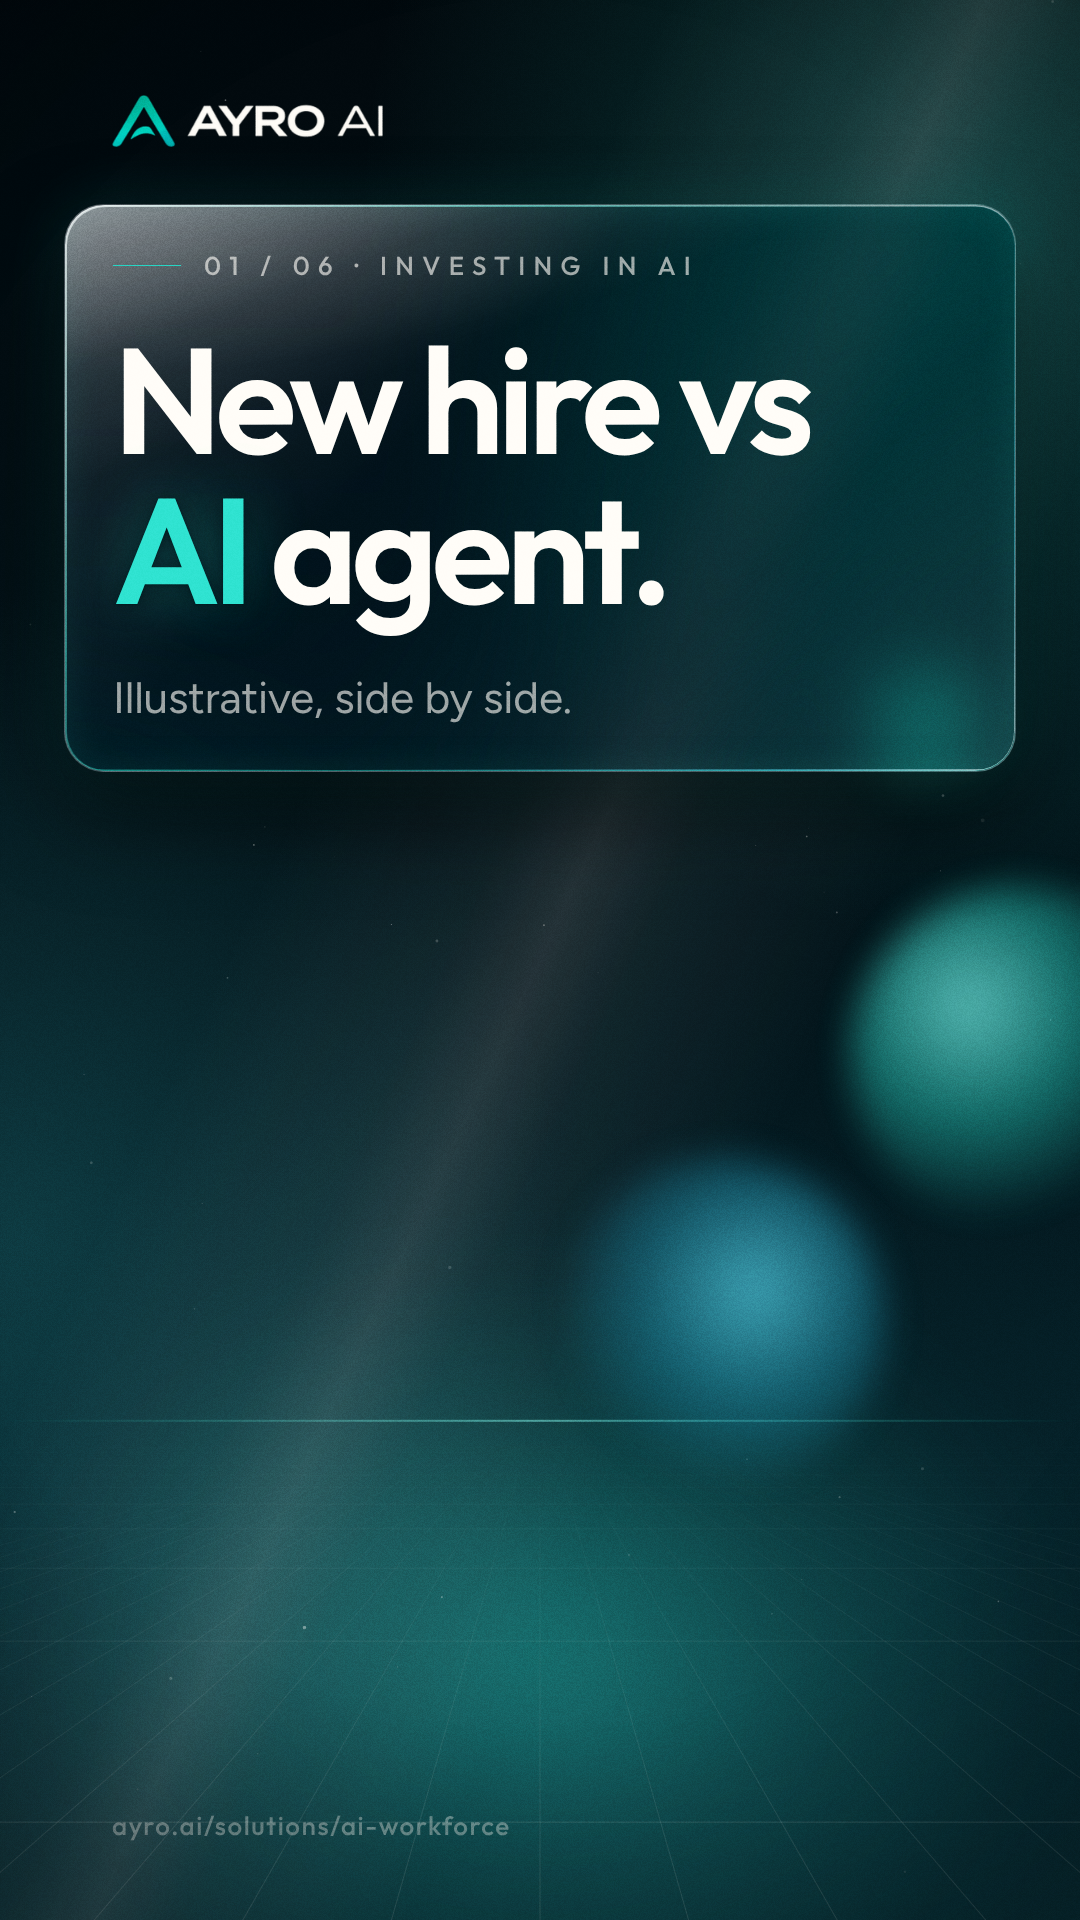 AYRO AI
01 / 06 · INVESTING IN AI
New hire vs
AI agent.
Illustrative, side by side.
ayro.ai/solutions/ai-workforce